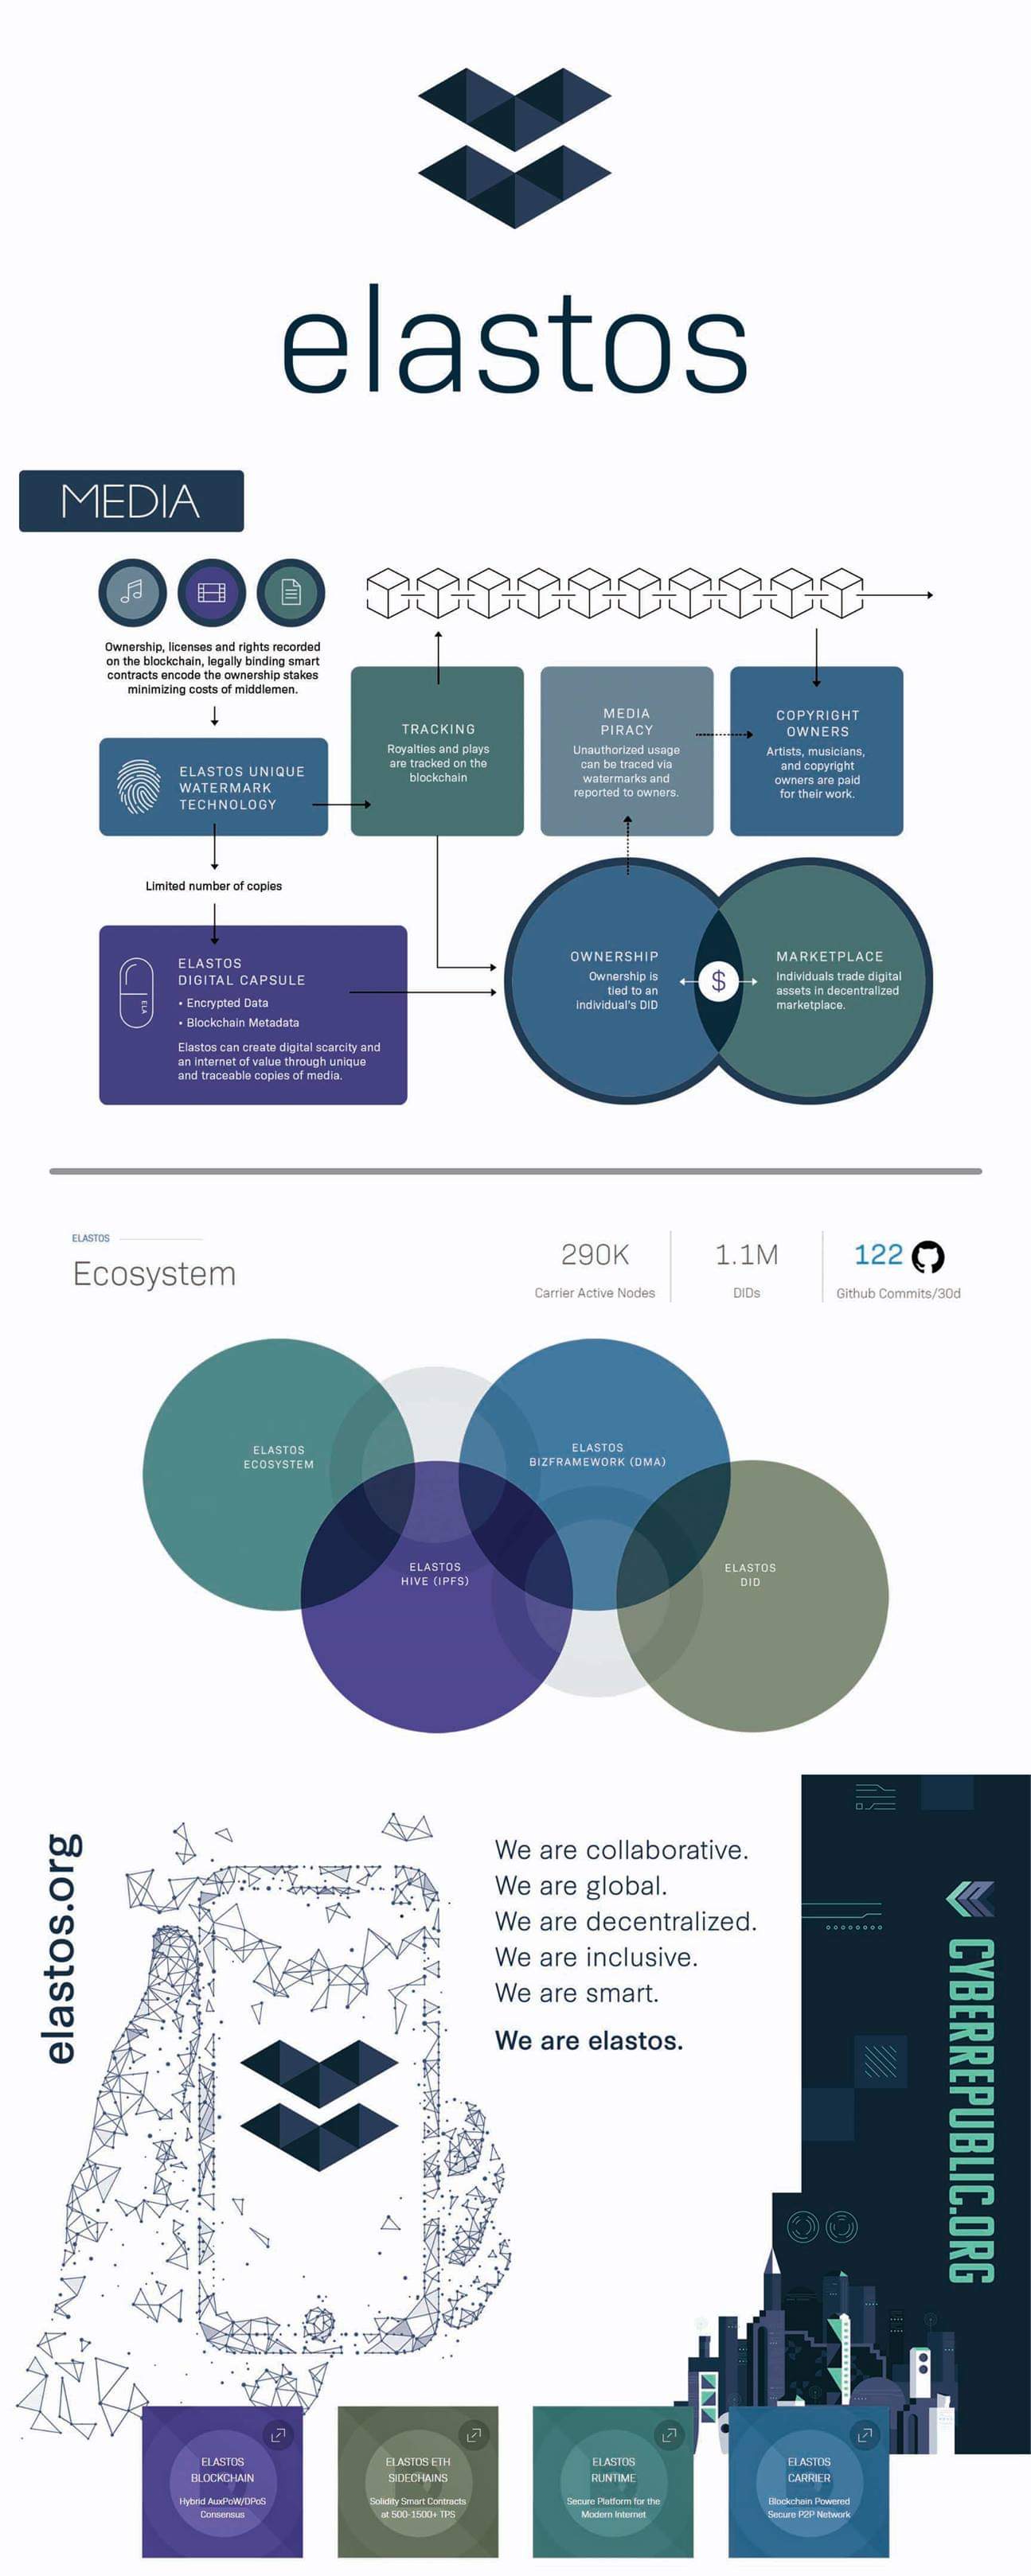 elastos
MEDIA
Ownership, licenses and rights recorded
on the blockchain, legally binding smart
contracts encode the ownership stakes
minimizing costs of middlemen.
ELASTOS UNIQUE
WATERMARK
TECHNOLOGY
Limited number of copies
ELA
ELASTOS
DIGITAL CAPSULE
• Encrypted Data
• Blockchain Metadata
Elastos can create digital scarcity and
an internet of value through unique
and traceable copies of media.
TRACKING
Royalties and plays
are tracked on the
blockchain
MEDIA
PIRACY
Unauthorized usage
can be traced via
watermarks and
reported to owners.
COPYRIGHT
OWNERS
Artists, musicians,
and copyright
owners are paid
for their work.
OWNERSHIP
Ownership is
tied to an
individual's DID
$
MARKETPLACE
Individuals trade digital
assets in decentralized
marketplace.
ELASTOS
Ecosystem
290K
Carrier Active Nodes
1.1M
DIDs
122
Github Commits/30d
ELASTOS
ECOSYSTEM
ELASTOS
BIZFRAMEWORK (DMA)
ELASTOS
HIVE (IPFS)
ELASTOS
DID
elastos.org
We are collaborative.
We are global.
We are decentralized.
We are inclusive.
We are smart.
We are elastos.
CYBERREPUBLIC.ORG
ELASTOS
BLOCKCHAIN
Hybrid AuxPoW/DPoS
Consensus
ELASTOS ETH
SIDECHAINS
Solidity Smart Contracts
at 500-1500+ TPS
ELASTOS
RUNTIME
Secure Platform for the
Modern Internet
ELASTOS
CARRIER
Blockchain Powered
Secure P2P Network